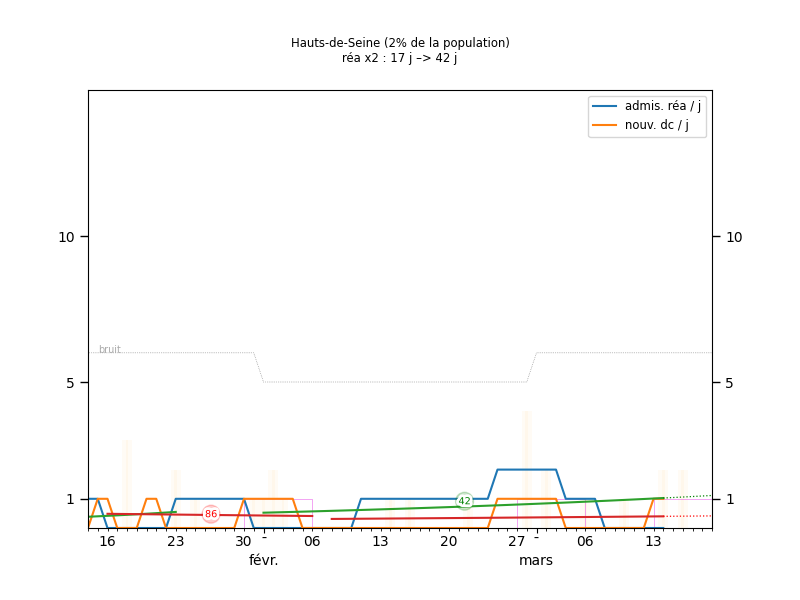 Hauts-de-Seine (2% de la population)
réa x2 : 17 j –> 42 j
admis. réa / j
nouv. dc / j
10 10
bruit
5 5
42
1 1
86
16 23 30 - 06 13 20 27 - 06 13
févr. mars